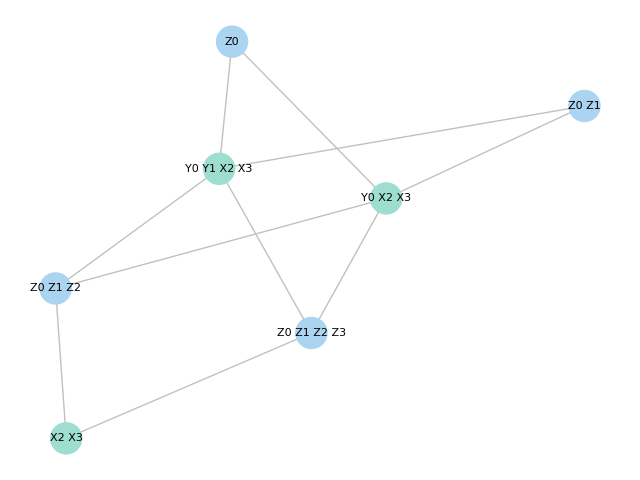 Z0
Z0 Z1
Y0 Y1 X2 X3
Y0 X2 X3
Z0 Z1 Z2
Z0 Z1 Z2 Z3
X2 X3